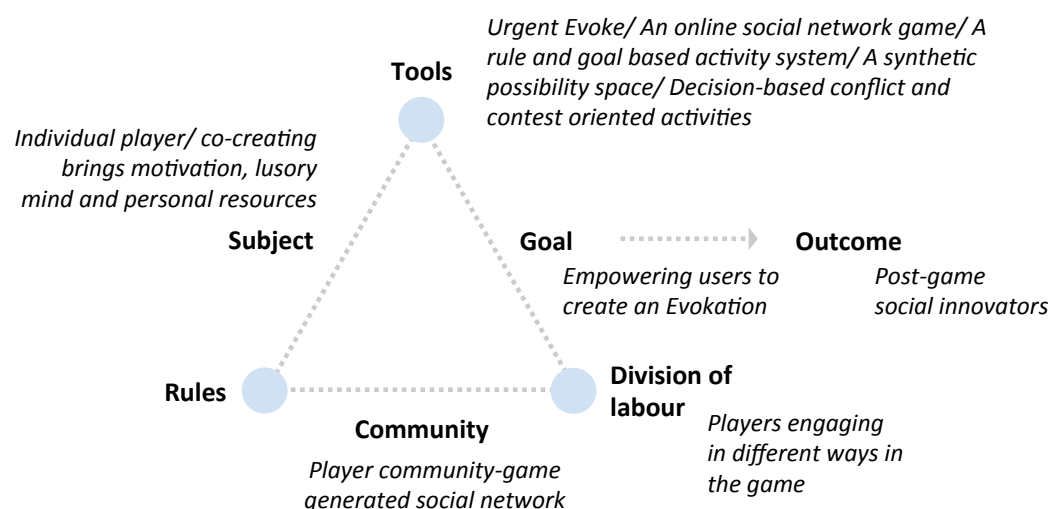 Urgent Evoke/ An online social network game/ A
rule and goal based activity system/ A synthetic
possibility space/ Decision-based conflict and
contest oriented activities
Tools
Individual player/ co-creating
brings motivation, lusory
mind and personal resources
Subject
Goal
Outcome
Empowering users to
create an Evokation
Post-game
social innovators
Rules
Division of
labour
Community
Players engaging
in different ways in
the game
Player community-game
generated social network